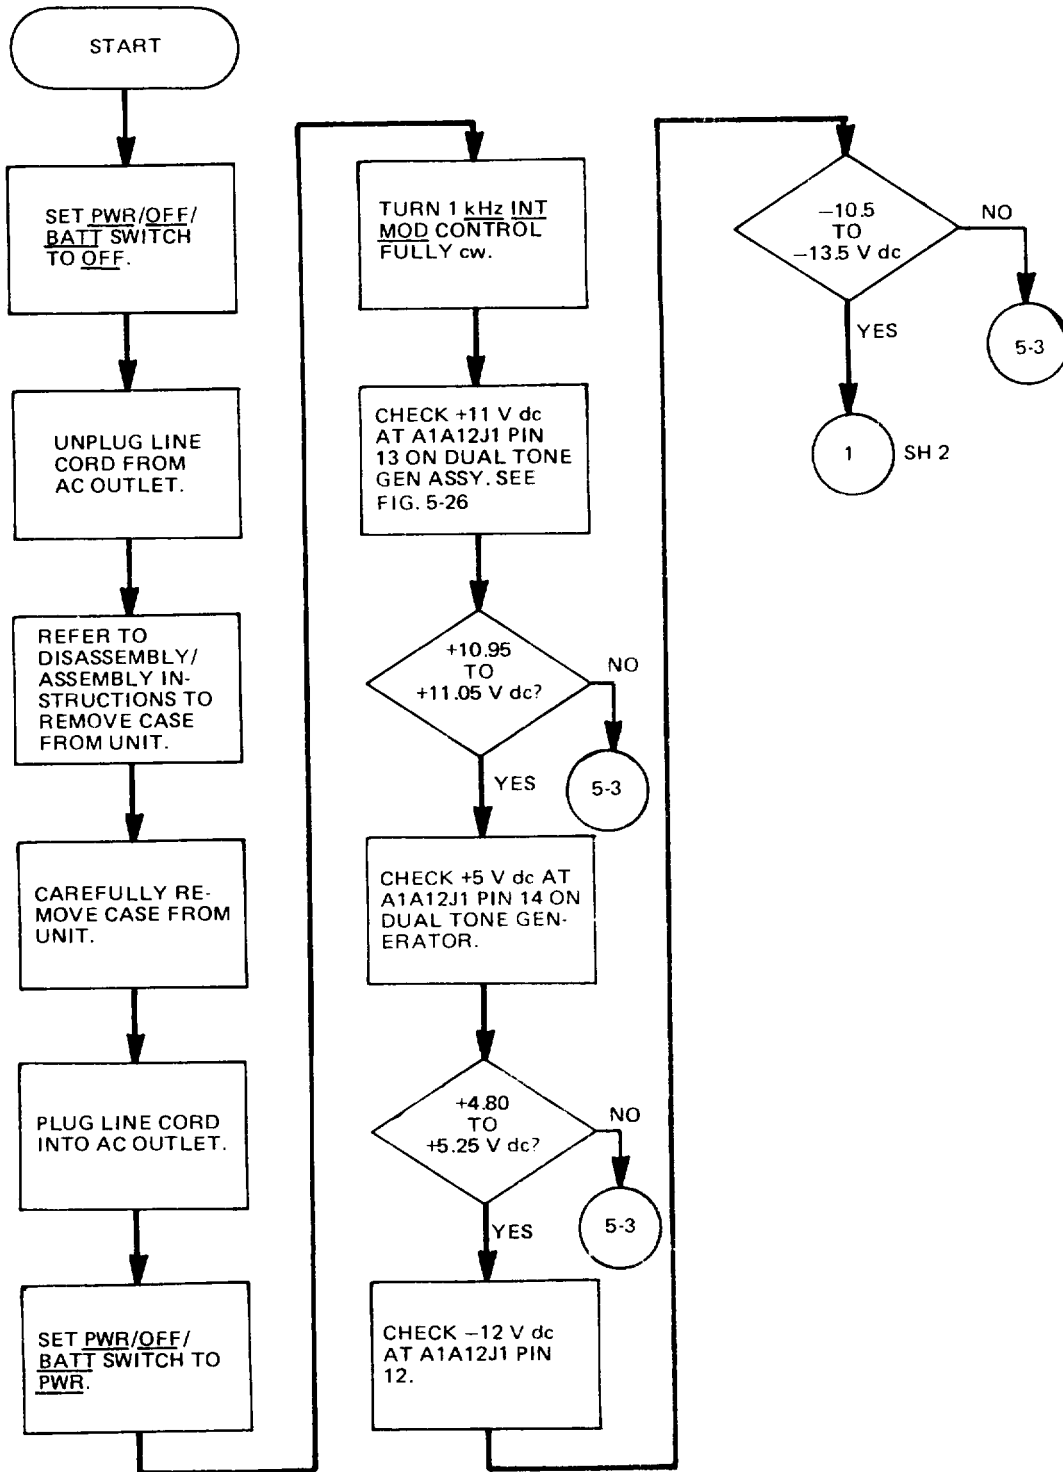 START
SET PWR/OFF/
BATT SWITCH
TO OFF.
UNPLUG LINE
CORD FROM
AC OUTLET.
REFER TO
DISASSEMBLY/
ASSEMBLY IN-
STRUCTIONS TO
REMOVE CASE
FROM UNIT.
CAREFULLY RE-
MOVE CASE FROM
UNIT.
PLUG LINE CORD
INTO AC OUTLET.
SET PWR/OFF/
BATT SWITCH TO
PWR.
TURN 1 kHz INT
MOD CONTROL
FULLY cw.
CHECK +11 V dc
AT A1A12J1 PIN
13 ON DUAL TONE
GEN ASSY. SEE
FIG. 5-26
+10.95
TO
+11.05 V dc?
NO
5-3
YES
CHECK +5 V dc AT
A1A12J1 PIN 14 ON
DUAL TONE GEN-
ERATOR.
+4.80
TO
+5.25 V dc?
NO
5-3
YES
CHECK —12 V dc
AT A1A12J1 PIN
12.
—10.5
TO
—13.5 V dc
NO
5-3
YES
1
SH 2